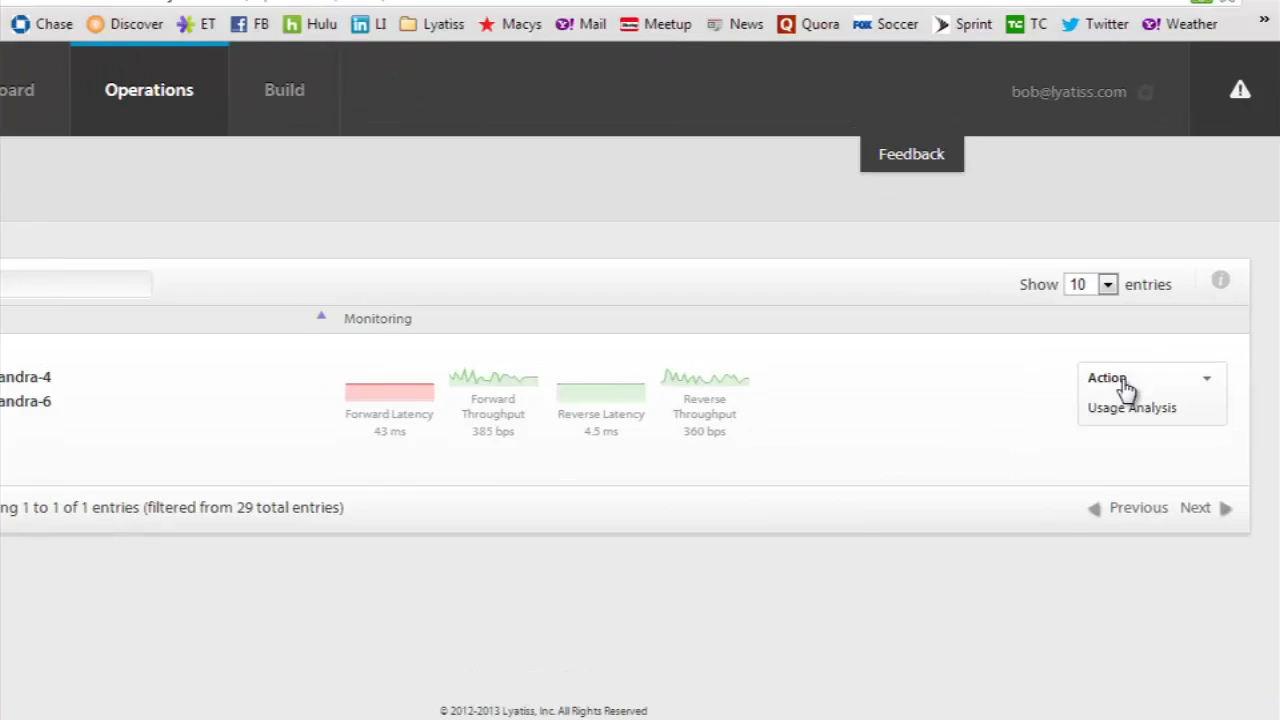 Chase Discover ET FB Hulu LI Lyatiss Macys Mail Meetup News Quora Soccer Sprint TC Twitter Weather »
oard Operations Build bob@lyatiss.com
Feedback
Show 10 entries
Monitoring
andra-4
andra-6
Forward Latency
43 ms
Forward
Throughput
385 bps
Reverse Latency
4.5 ms
Reverse
Throughput
360 bps
Action
Usage Analysis
ng 1 to 1 of 1 entries (filtered from 29 total entries)
Previous Next
© 2012-2013 Lyatiss, Inc. All Rights Reserved